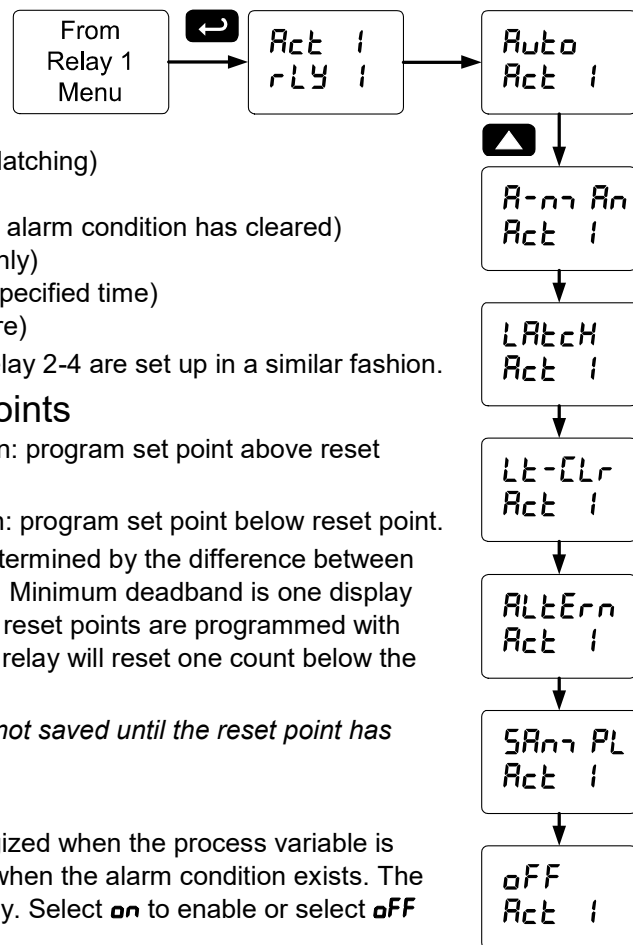 From
Relay 1
Menu
Act 1
rLY 1
Auto
Act 1
A-mAn
Act 1
LAtcH
Act 1
Lt-CLr
Act 1
ALtErn
Act 1
SAmPL
Act 1
oFF
Act 1
latching)
alarm condition has cleared)
nly)
pecified time)
re)
elay 2-4 are set up in a similar fashion.
oints
n: program set point above reset
n: program set point below reset point.
termined by the difference between
Minimum deadband is one display
reset points are programmed with
relay will reset one count below the
not saved until the reset point has
ized when the process variable is
when the alarm condition exists. The
y. Select on to enable or select oFF